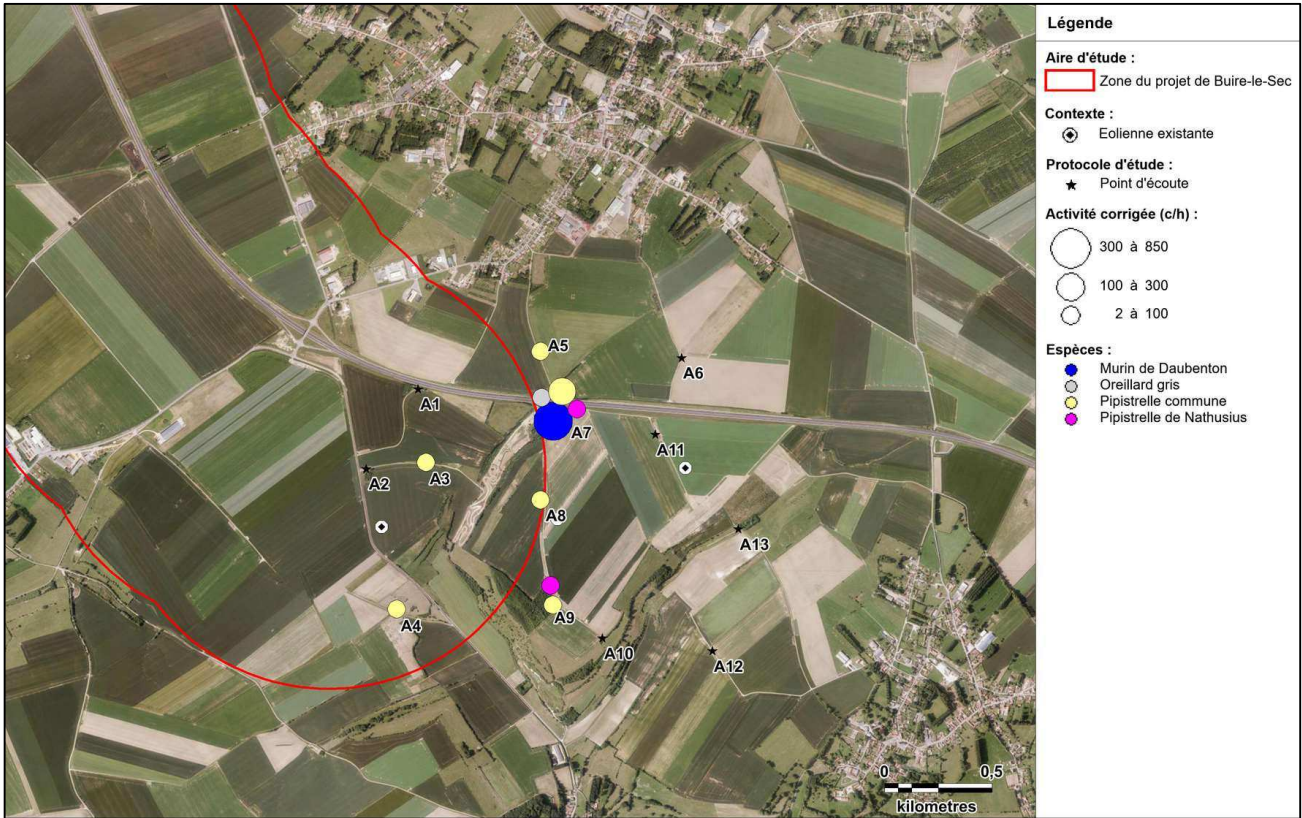 Légende
Aire d'étude :
Zone du projet de Buire-le-Sec
Contexte :
Eolienne existante
Protocole d'étude :
Point d'écoute
Activité corrigée (c/h) :
300 à 850
100 à 300
2 à 100
Espèces :
Murin de Daubenton
Oreillard gris
Pipistrelle commune
Pipistrelle de Nathusius
A5
A6
A1
A7
A11
A2
A3
A8
A13
A9
A4
A10
A12
0 0,5
kilometres